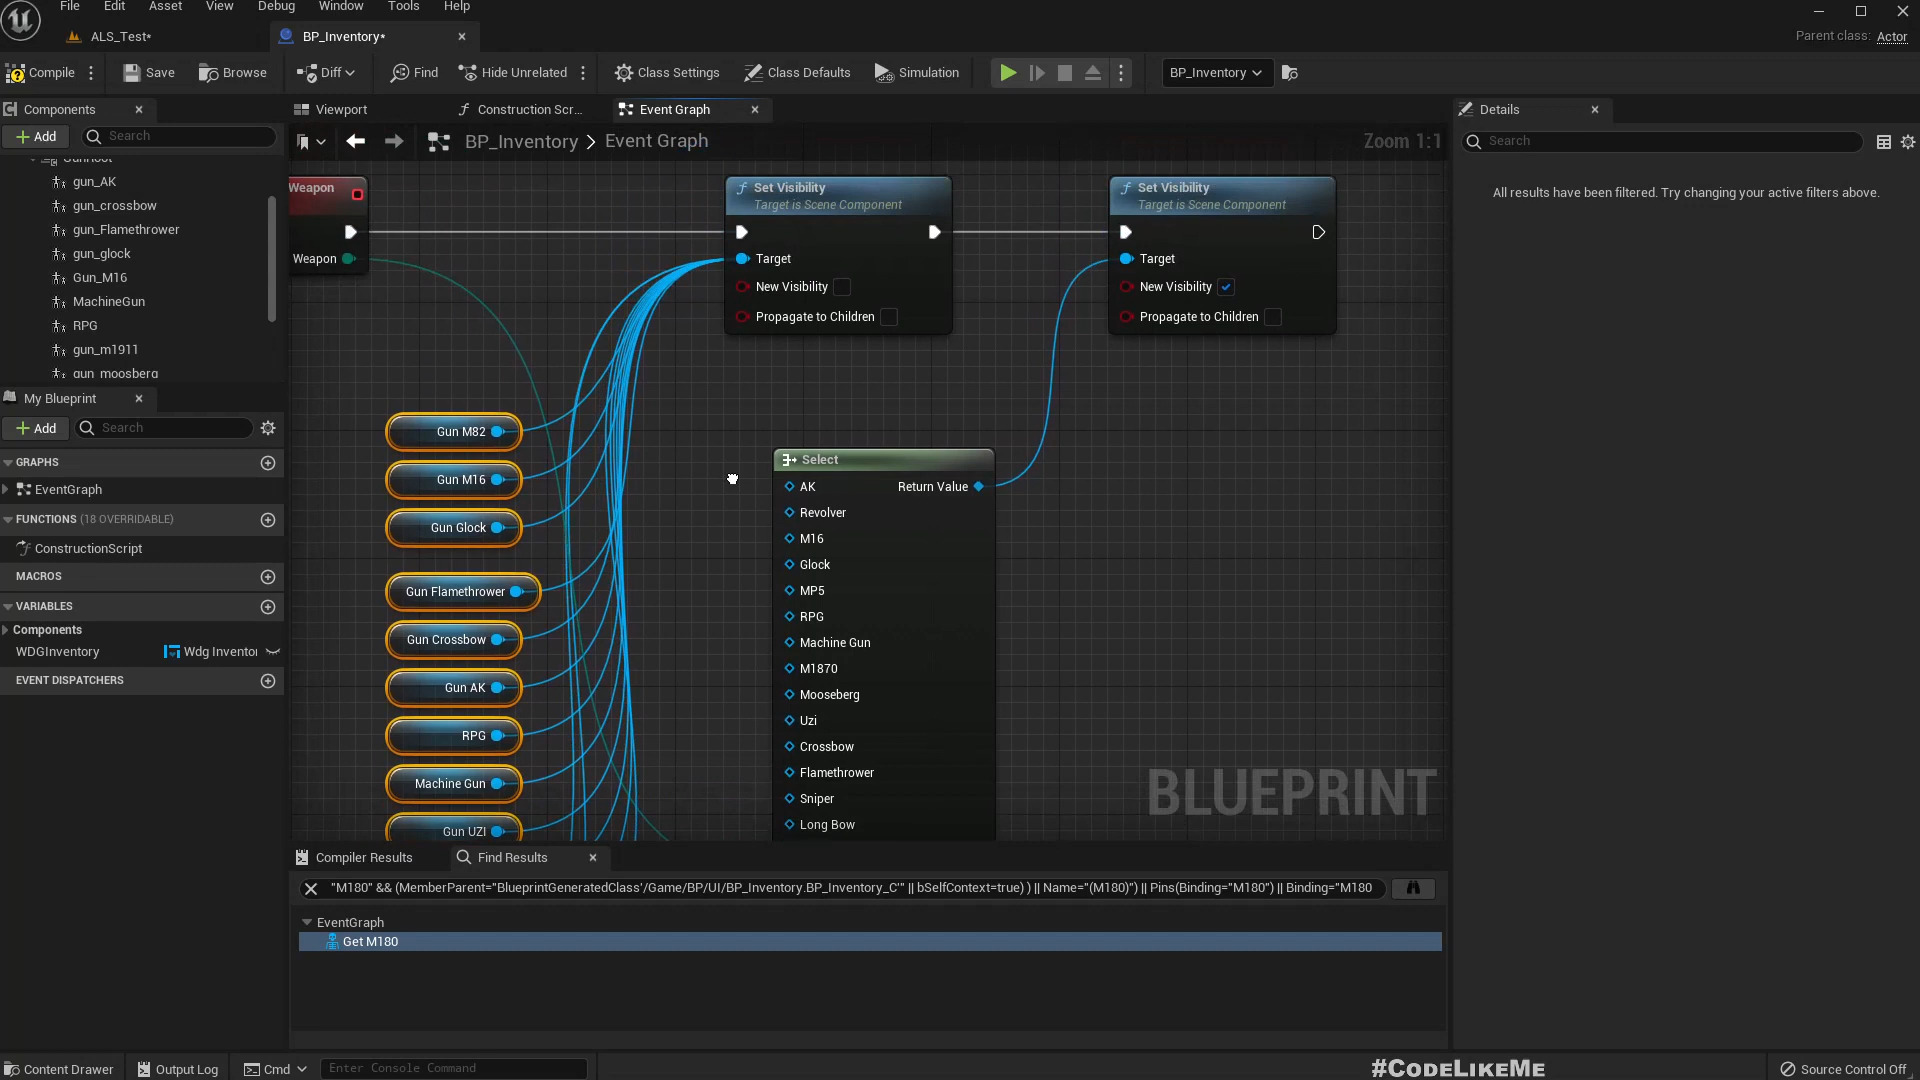 File Edit Asset View Debug Window Tools Help
ALS_Test*
BP_Inventory*
Parent class: Actor
Compile
Save
Browse
Diff
Find
Hide Unrelated
Class Settings
Class Defaults
Simulation
BP_Inventory
Components
Add
Search
gun_AK
gun_crossbow
gun_Flamethrower
gun_glock
Gun_M16
MachineGun
RPG
gun_m1911
gun_moosberg
My Blueprint
Add
Search
GRAPHS
EventGraph
FUNCTIONS (18 OVERRIDABLE)
ConstructionScript
MACROS
VARIABLES
Components
WDGInventory
Wdg Inventor
EVENT DISPATCHERS
Viewport
Construction Scr...
Event Graph
BP_Inventory > Event Graph
Zoom 1:1
Weapon
Weapon
Set Visibility
Target is Scene Component
Target
New Visibility
Propagate to Children
Set Visibility
Target is Scene Component
Target
New Visibility
Propagate to Children
Gun M82
Gun M16
Gun Glock
Gun Flamethrower
Gun Crossbow
Gun AK
RPG
Machine Gun
Gun UZI
Select
AK
Return Value
Revolver
M16
Glock
MP5
RPG
Machine Gun
M1870
Mooseberg
Uzi
Crossbow
Flamethrower
Sniper
Long Bow
BLUEPRINT
Details
Search
All results have been filtered. Try changing your active filters above.
Compiler Results
Find Results
"M180" && (MemberParent="BlueprintGeneratedClass'/Game/BP/UI/BP_Inventory.BP_Inventory_C'" || bSelfContext=true) ) || Name="(M180)") || Pins(Binding="M180") || Binding="M180
EventGraph
Get M180
Content Drawer
Output Log
Cmd
Enter Console Command
#CodeLikeMe
Source Control Off